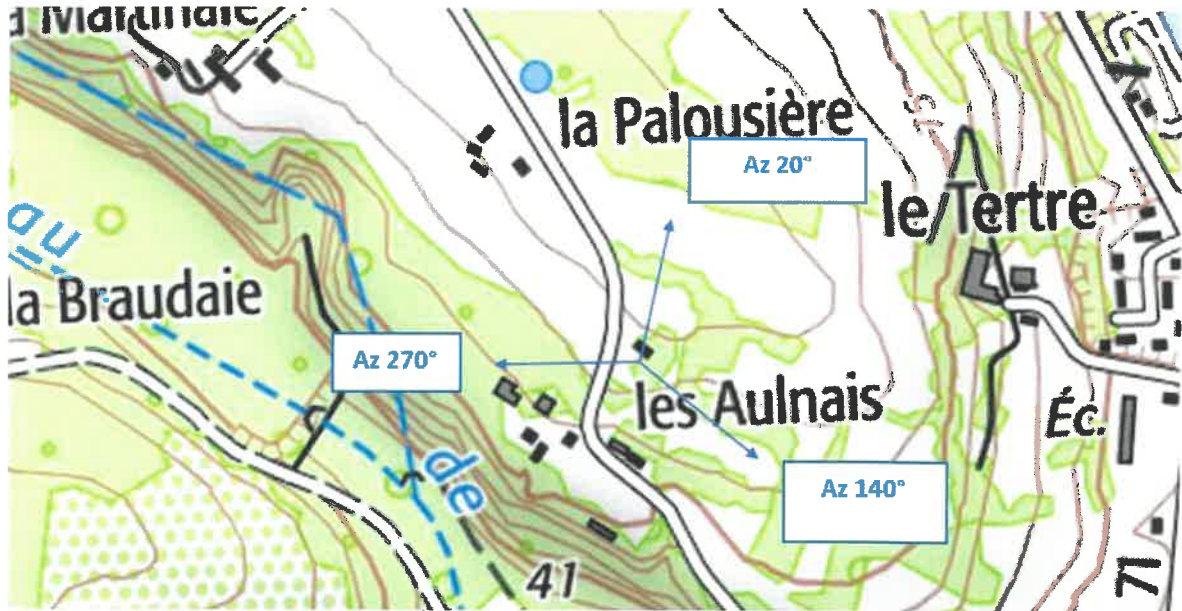 a Martinaie
la Palousière
Az 20°
le Tertre
au
la Braudaie
Az 270°
les Aulnais
Éc.
de
Az 140°
41
71